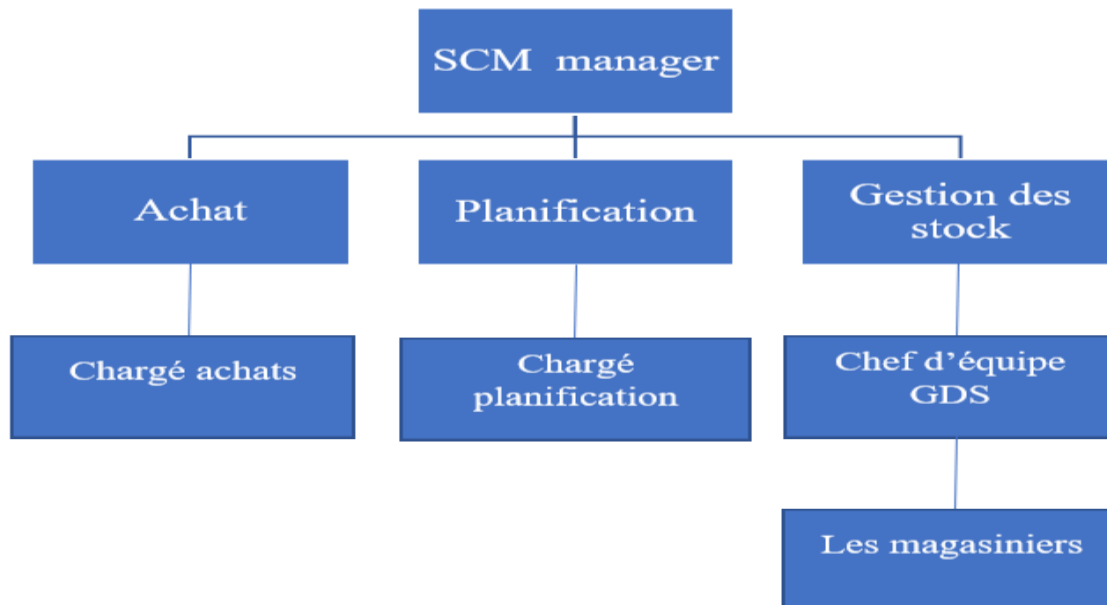 SCM manager
Achat
Planification
Gestion des
stock
Chargé achats
Chargé
planification
Chef d’équipe
GDS
Les magasiniers